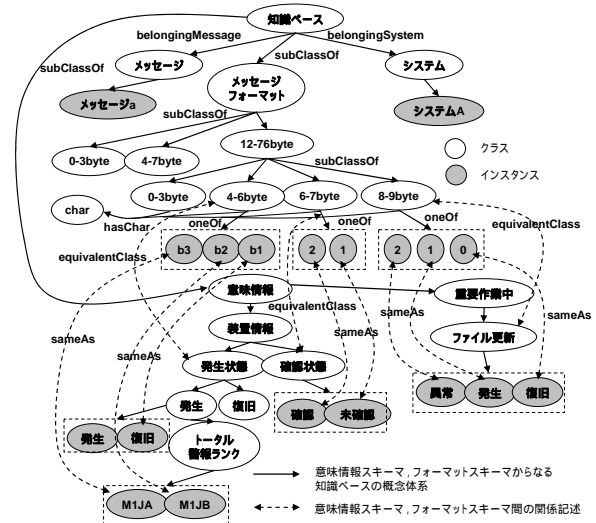 知識ベース
belongingMessage
belongingSystem
subClassOf
subClassOf
メッセージ
システム
メッセージ
フォーマット
メッセージa
システムA
subClassOf
12-76byte
クラス
0-3byte
4-7byte
subClassOf
インスタンス
0-3byte
4-6byte
6-7byte
8-9byte
char
hasChar
oneOf
oneOf
oneOf
equivalentClass
equivalentClass
b3
b2
b1
2
1
2
1
0
意味情報
equivalentClass
重要作業中
sameAs
装置情報
sameAs
sameAs
sameAs
ファイル更新
発生状態
確認状態
発生
復旧
異常
発生
復旧
発生
復旧
確認
未確認
トータル
警報ランク
意味情報スキーマ,フォーマットスキーマからなる
知識ベースの概念体系
M1JA
M1JB
意味情報スキーマ,フォーマットスキーマ間の関係記述